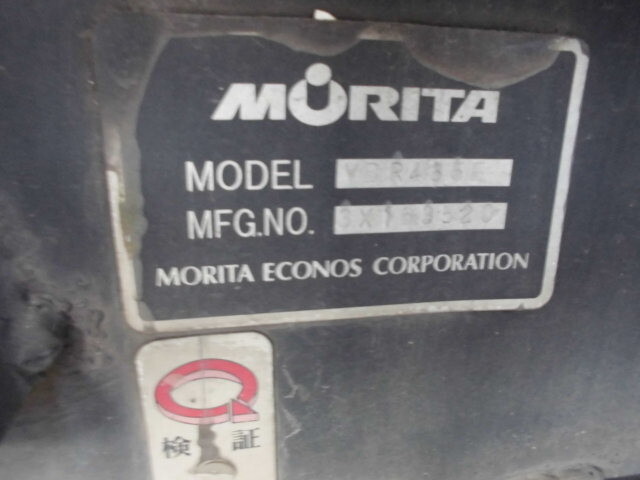 MORITA
MODEL
MFG.NO.
MORITA ECONOS CORPORATION
検 証